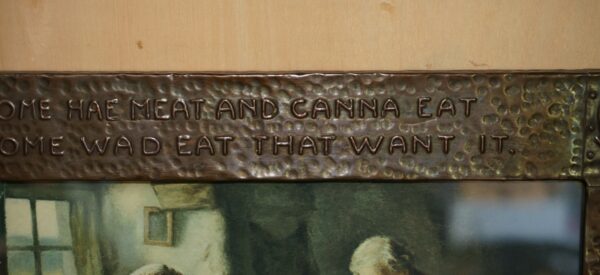 OME HAE MEAT AND CANNA EAT
OME WAD EAT THAT WANT IT.